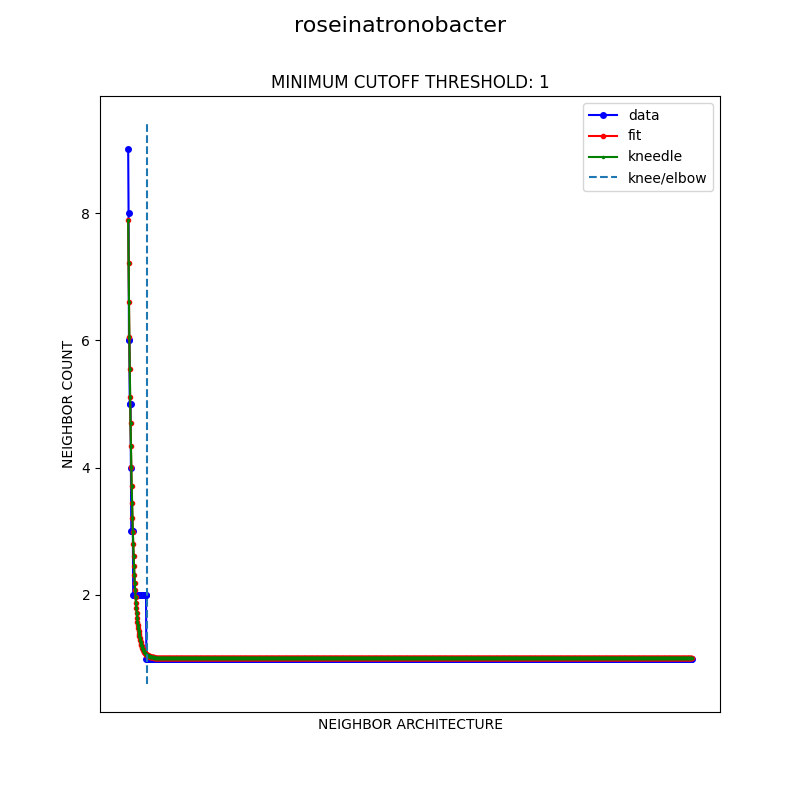 roseinatronobacter
MINIMUM CUTOFF THRESHOLD: 1
data
fit
kneedle
knee/elbow
8
6
4
2
NEIGHBOR COUNT
NEIGHBOR ARCHITECTURE